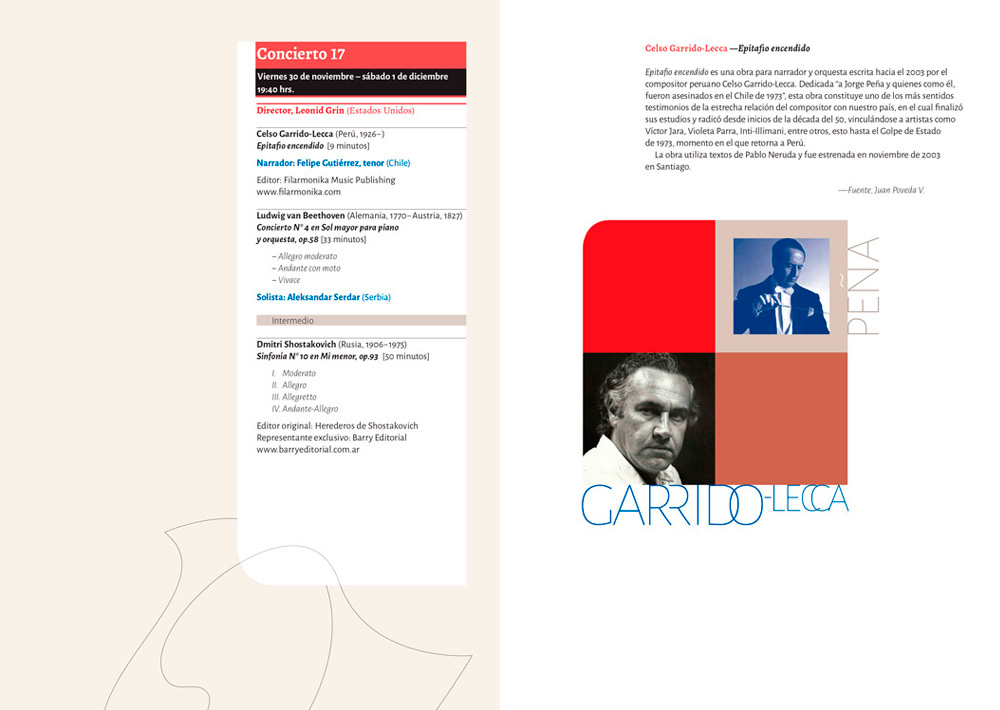 Concierto 17
Viernes 30 de noviembre – sábado 1 de diciembre
19:40 hrs.
Director, Leonid Grin (Estados Unidos)
Celso Garrido-Lecca (Perú, 1926–)
Epitafio encendido [9 minutos]
Narrador: Felipe Gutiérrez, tenor (Chile)
Editor: Filarmonika Music Publishing
www.filarmonika.com
Ludwig van Beethoven (Alemania, 1770–Austria, 1827)
Concierto N° 4 en Sol mayor para piano
y orquesta, op.58 [33 minutos]
– Allegro moderato
– Andante con moto
– Vivace
Solista: Aleksandar Serdar (Serbia)
Intermedio
Dmitri Shostakovich (Rusia, 1906–1975)
Sinfonía N° 10 en Mi menor, op.93 [50 minutos]
I. Moderato
II. Allegro
III. Allegretto
IV. Andante-Allegro
Editor original: Herederos de Shostakovich
Representante exclusivo: Barry Editorial
www.barryeditorial.com.ar
Celso Garrido-Lecca —Epitafio encendido
Epitafio encendido es una obra para narrador y orquesta escrita hacia el 2003 por el
compositor peruano Celso Garrido-Lecca. Dedicada "a Jorge Peña y quienes como él,
fueron asesinados en el Chile de 1973", esta obra constituye uno de los más sentidos
testimonios de la estrecha relación del compositor con nuestro país, en el cual finalizó
sus estudios y radicó desde inicios de la década del 50, vinculándose a artistas como
Víctor Jara, Violeta Parra, Inti-Illimani, entre otros, esto hasta el Golpe de Estado
de 1973, momento en el que retorna a Perú.
La obra utiliza textos de Pablo Neruda y fue estrenada en noviembre de 2003
en Santiago.
—Fuente, Juan Poveda V.
PEÑA
GARRIDO-LECCA